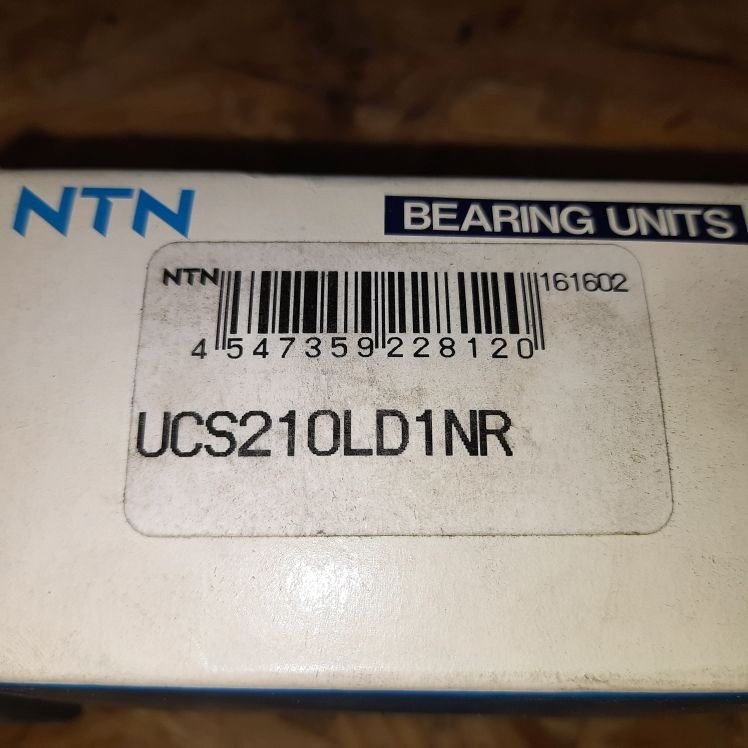 NTN BEARING UNITS
NTN 161602
4 547359 228120
UCS210LD1NR